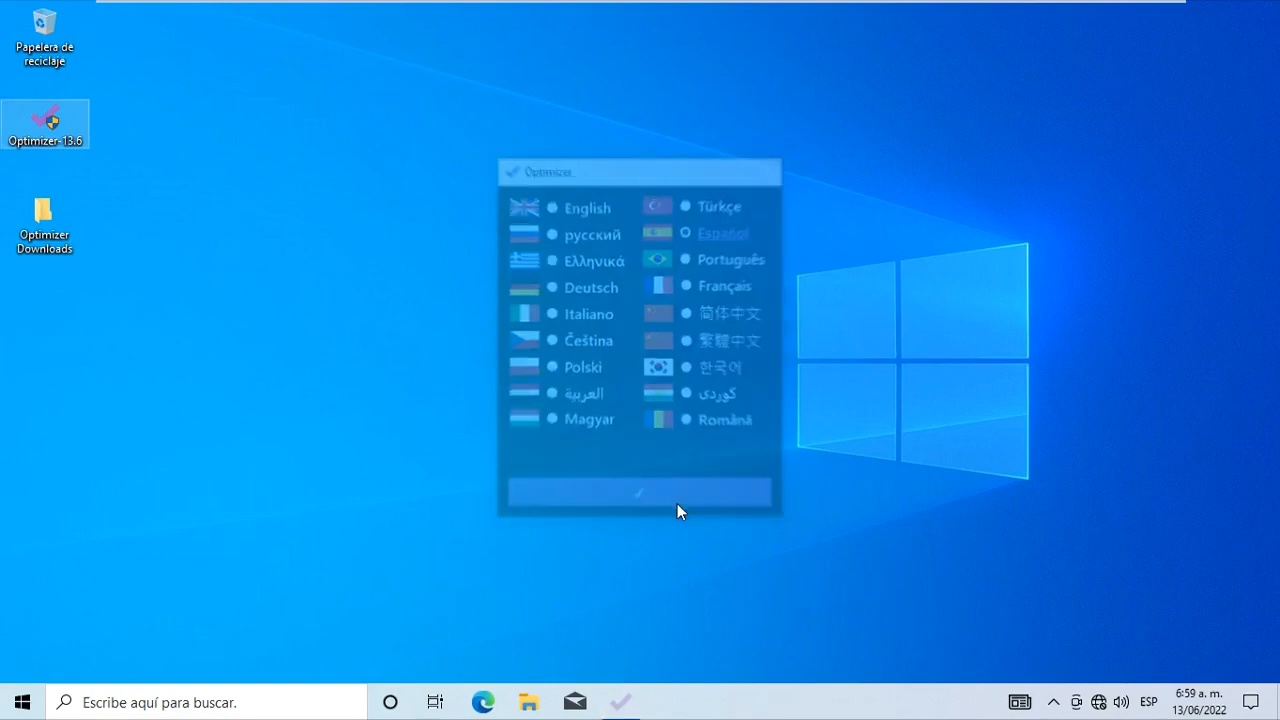 Papelera de
reciclaje
Optimizer-13.6
Optimizer
Downloads
Optimizer
English
русский
Ελληνικά
Deutsch
Italiano
Čeština
Polski
العربية
Magyar
Türkçe
Español
Português
Français
简体中文
繁體中文
한국어
کوردی
Română
Escribe aquí para buscar.
ESP
6:59 a. m.
13/06/2022